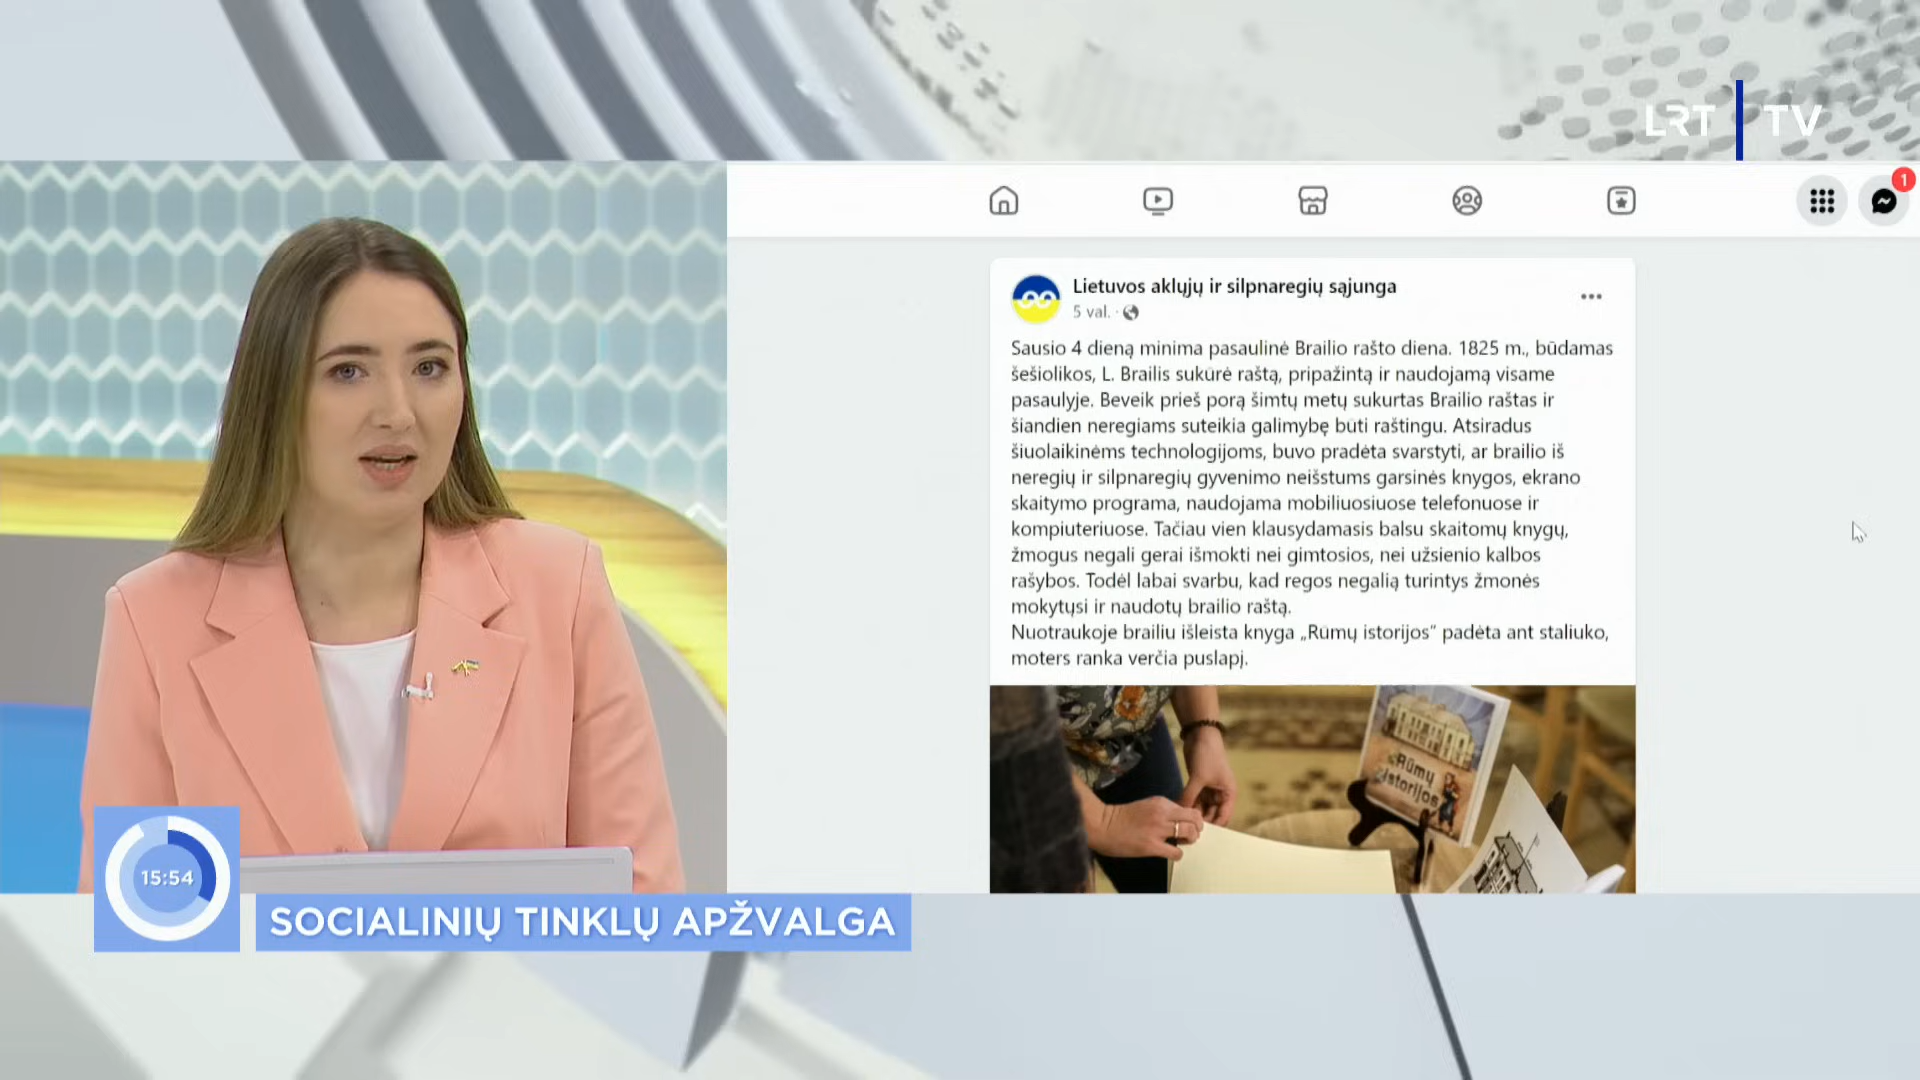 LRT TV
1
Lietuvos aklųjų ir silpnaregių sąjunga
5 val. ·
Sausio 4 dieną minima pasaulinė Brailio rašto diena. 1825 m., būdamas
šešiolikos, L. Brailis sukūrė raštą, pripažintą ir naudojamą visame
pasaulyje. Beveik prieš porą šimtų metų sukurtas Brailio raštas ir
šiandien neregiams suteikia galimybę būti raštingu. Atsiradus
šiuolaikinėms technologijoms, buvo pradėta svarstyti, ar brailio iš
neregių ir silpnaregių gyvenimo neišstums garsinės knygos, ekrano
skaitymo programa, naudojama mobiliuosiuose telefonuose ir
kompiuteriuose. Tačiau vien klausydamasis balsu skaitomų knygų,
žmogus negali gerai išmokti nei gimtosios, nei užsienio kalbos
rašybos. Todėl labai svarbu, kad regos negalią turintys žmonės
mokytųsi ir naudotų brailio raštą.
Nuotraukoje brailiu išleista knyga „Rūmų istorijos“ padėta ant staliuko,
moters ranka verčia puslapį.
Rūmų
istorijos
15:54
SOCIALINIŲ TINKLŲ APŽVALGA